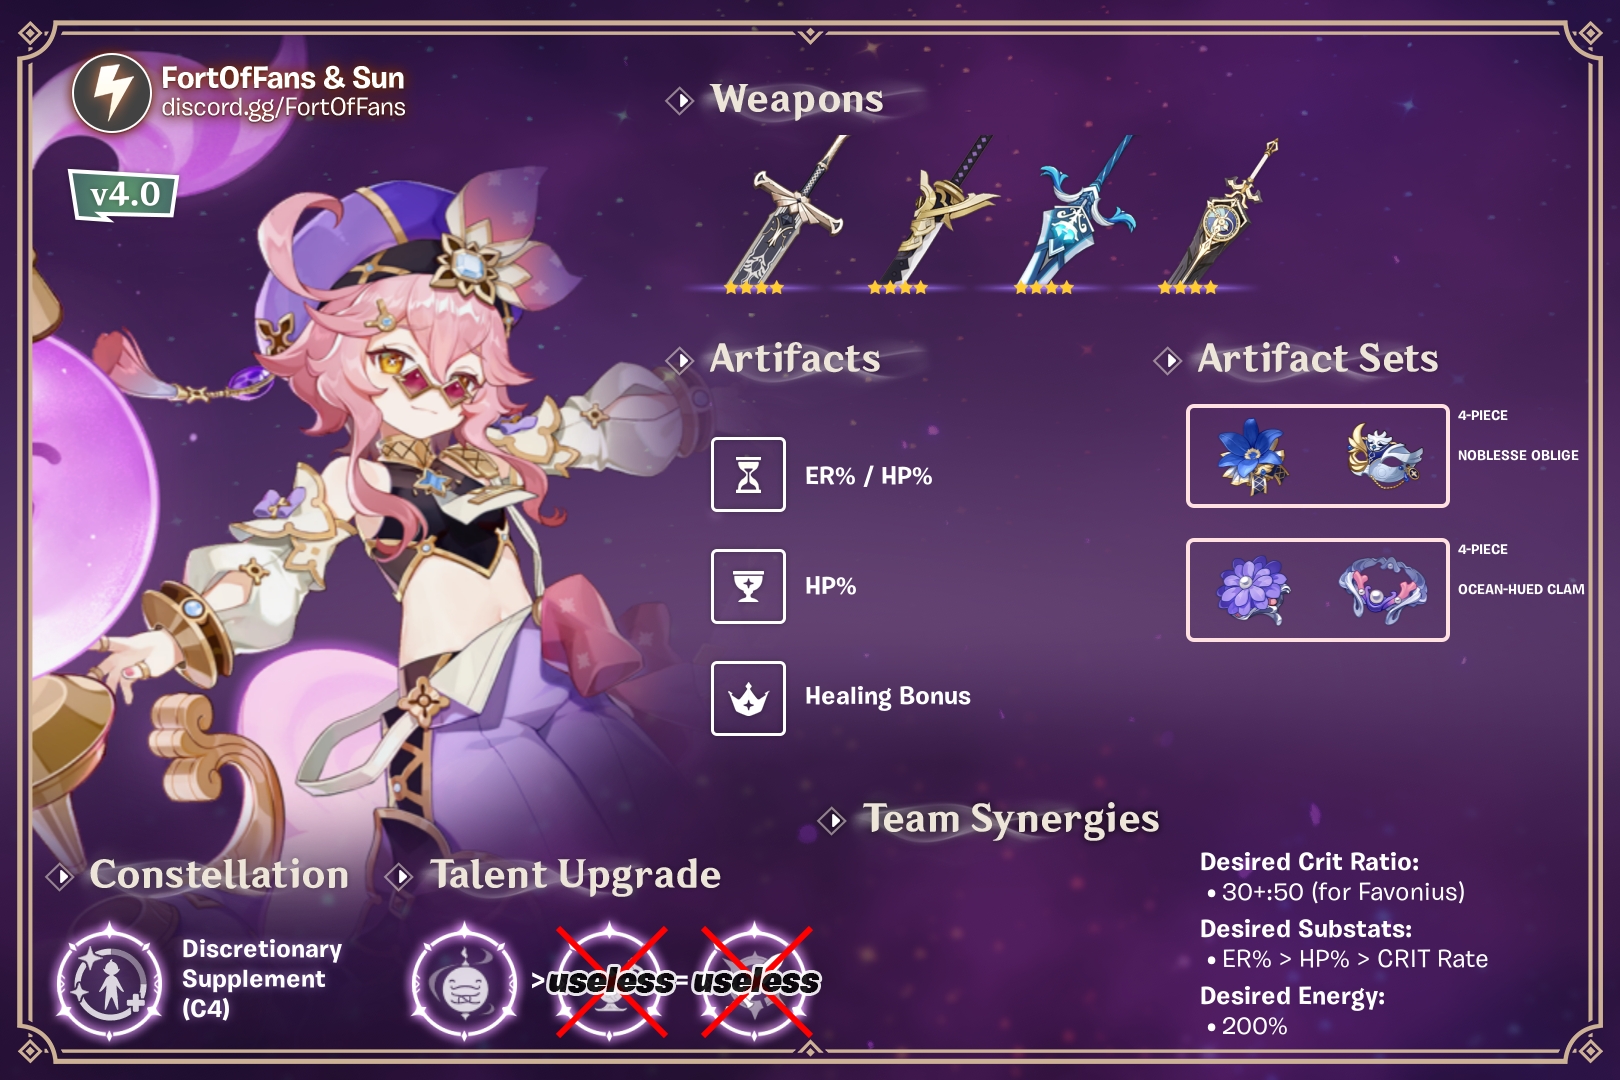 FortOfFans & Sun
discord.gg/FortOfFans
v4.0
Weapons
Artifacts
ER% / HP%
HP%
Healing Bonus
Artifact Sets
4-PIECE
NOBLESSE OBLIGE
4-PIECE
OCEAN-HUED CLAM
Constellation
Discretionary
Supplement
(C4)
Talent Upgrade
>useless=useless
Team Synergies
Desired Crit Ratio:
• 30+:50 (for Favonius)
Desired Substats:
• ER% > HP% > CRIT Rate
Desired Energy:
• 200%